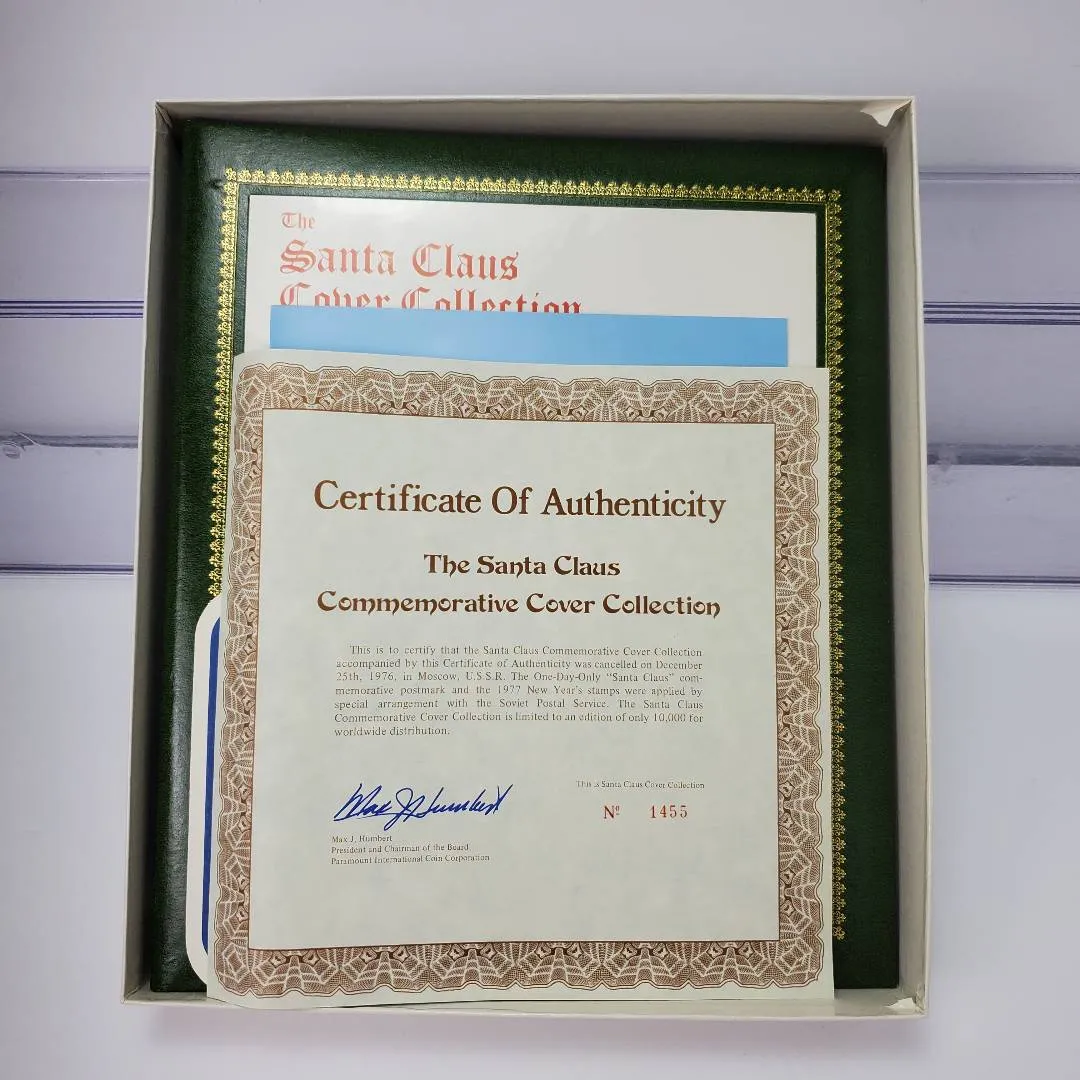 The
Santa Claus
Cover Collection
Certificate Of Authenticity
The Santa Claus
Commemorative Cover Collection
This is to certify that the Santa Claus Commemorative Cover Collection
accompanied by this Certificate of Authenticity was cancelled on December
25th, 1976, in Moscow, U.S.S.R. The One-Day-Only “Santa Claus” com-
memorative postmark and the 1977 New Year's stamps were applied by
special arrangement with the Soviet Postal Service. The Santa Claus
Commemorative Cover Collection is limited to an edition of only 10,000 for
worldwide distribution.
Max J. Humbert
This is Santa Claus Cover Collection
Nº 1455
Max J. Humbert
President and Chairman of the Board
Paramount International Coin Corporation